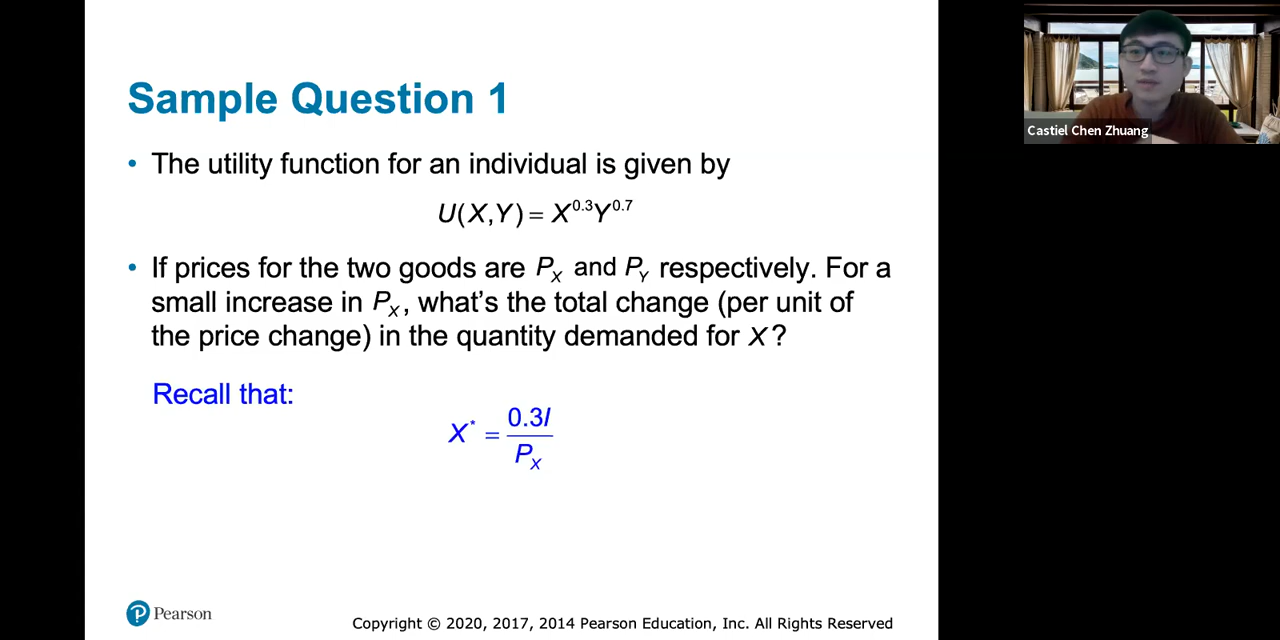 Sample Question 1
• The utility function for an individual is given by
U(X,Y) = X^0.3 Y^0.7
• If prices for the two goods are P_X and P_Y respectively. For a
small increase in P_X, what's the total change (per unit of
the price change) in the quantity demanded for X?
Recall that:
X* = 0.3I / P_X
Pearson
Copyright © 2020, 2017, 2014 Pearson Education, Inc. All Rights Reserved
Castiel Chen Zhuang